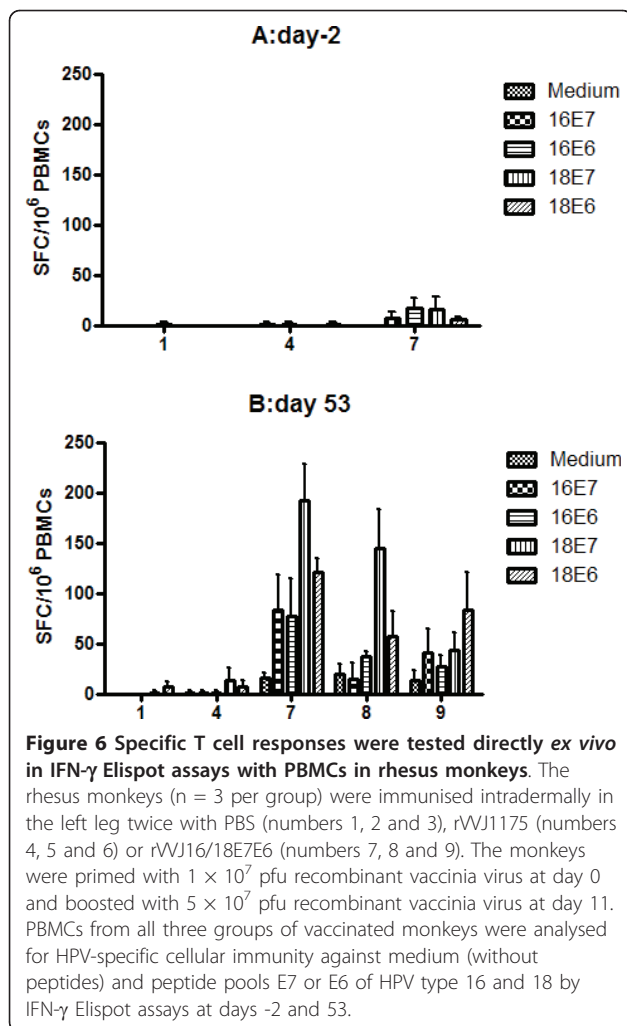 A:day-2
250
200
150
100
50
0
SFC/10⁶ PBMCs
1
4
7
Medium
16E7
16E6
18E7
18E6
B:day 53
250
200
150
100
50
0
SFC/10⁶ PBMCs
1
4
7
8
9
Medium
16E7
16E6
18E7
18E6
Figure 6 Specific T cell responses were tested directly ex vivo
in IFN-γ Elispot assays with PBMCs in rhesus monkeys. The
rhesus monkeys (n = 3 per group) were immunised intradermally in
the left leg twice with PBS (numbers 1, 2 and 3), rVVJ1175 (numbers
4, 5 and 6) or rVVJ16/18E7E6 (numbers 7, 8 and 9). The monkeys
were primed with 1 × 10⁷ pfu recombinant vaccinia virus at day 0
and boosted with 5 × 10⁷ pfu recombinant vaccinia virus at day 11.
PBMCs from all three groups of vaccinated monkeys were analysed
for HPV-specific cellular immunity against medium (without
peptides) and peptide pools E7 or E6 of HPV type 16 and 18 by
IFN-γ Elispot assays at days -2 and 53.